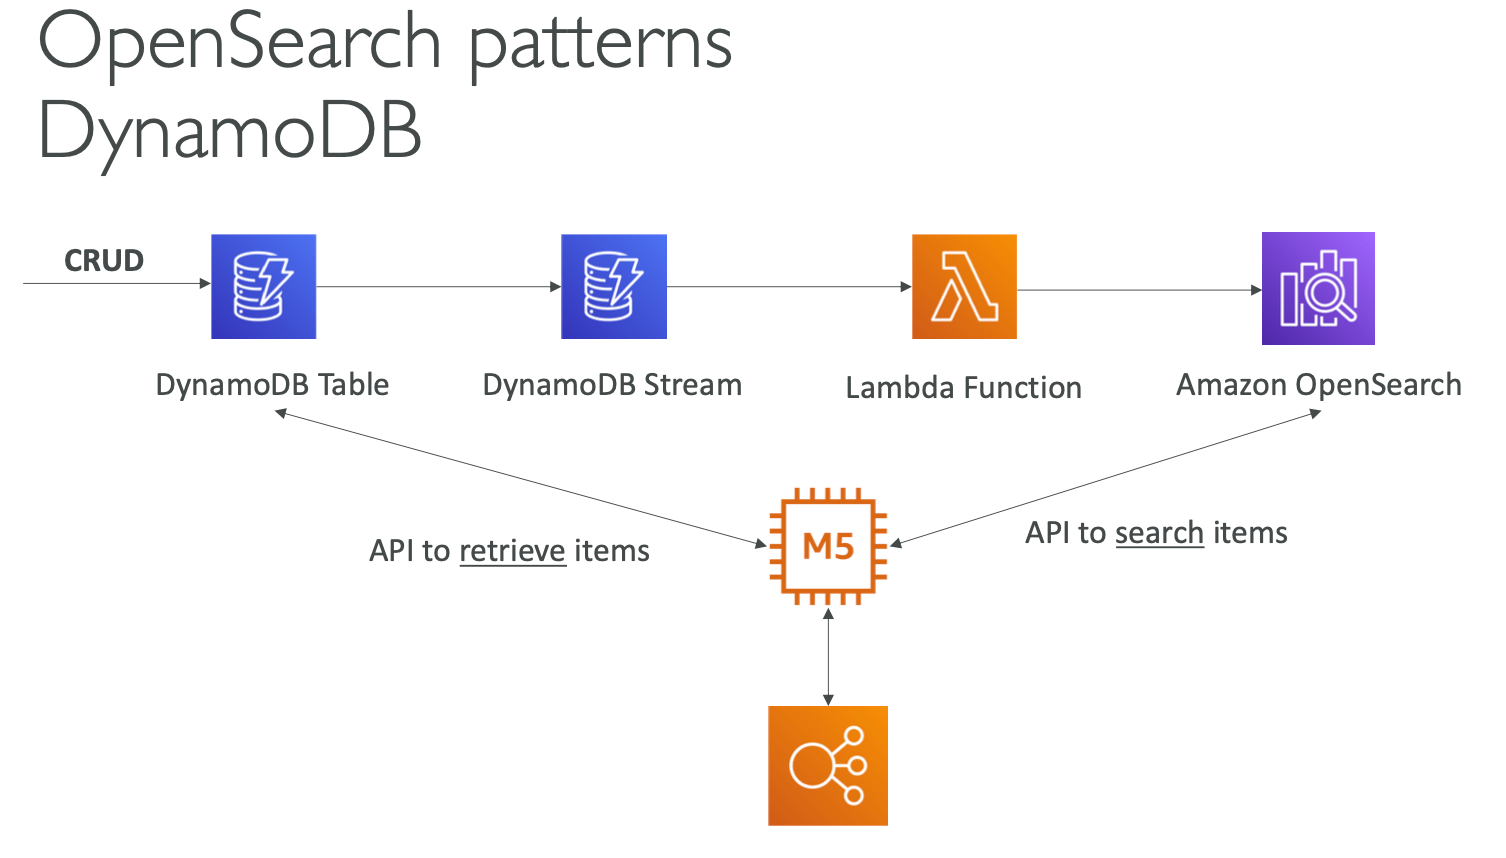 OpenSearch patterns
DynamoDB
CRUD
DynamoDB Table
DynamoDB Stream
Lambda Function
Amazon OpenSearch
API to retrieve items
M5
API to search items